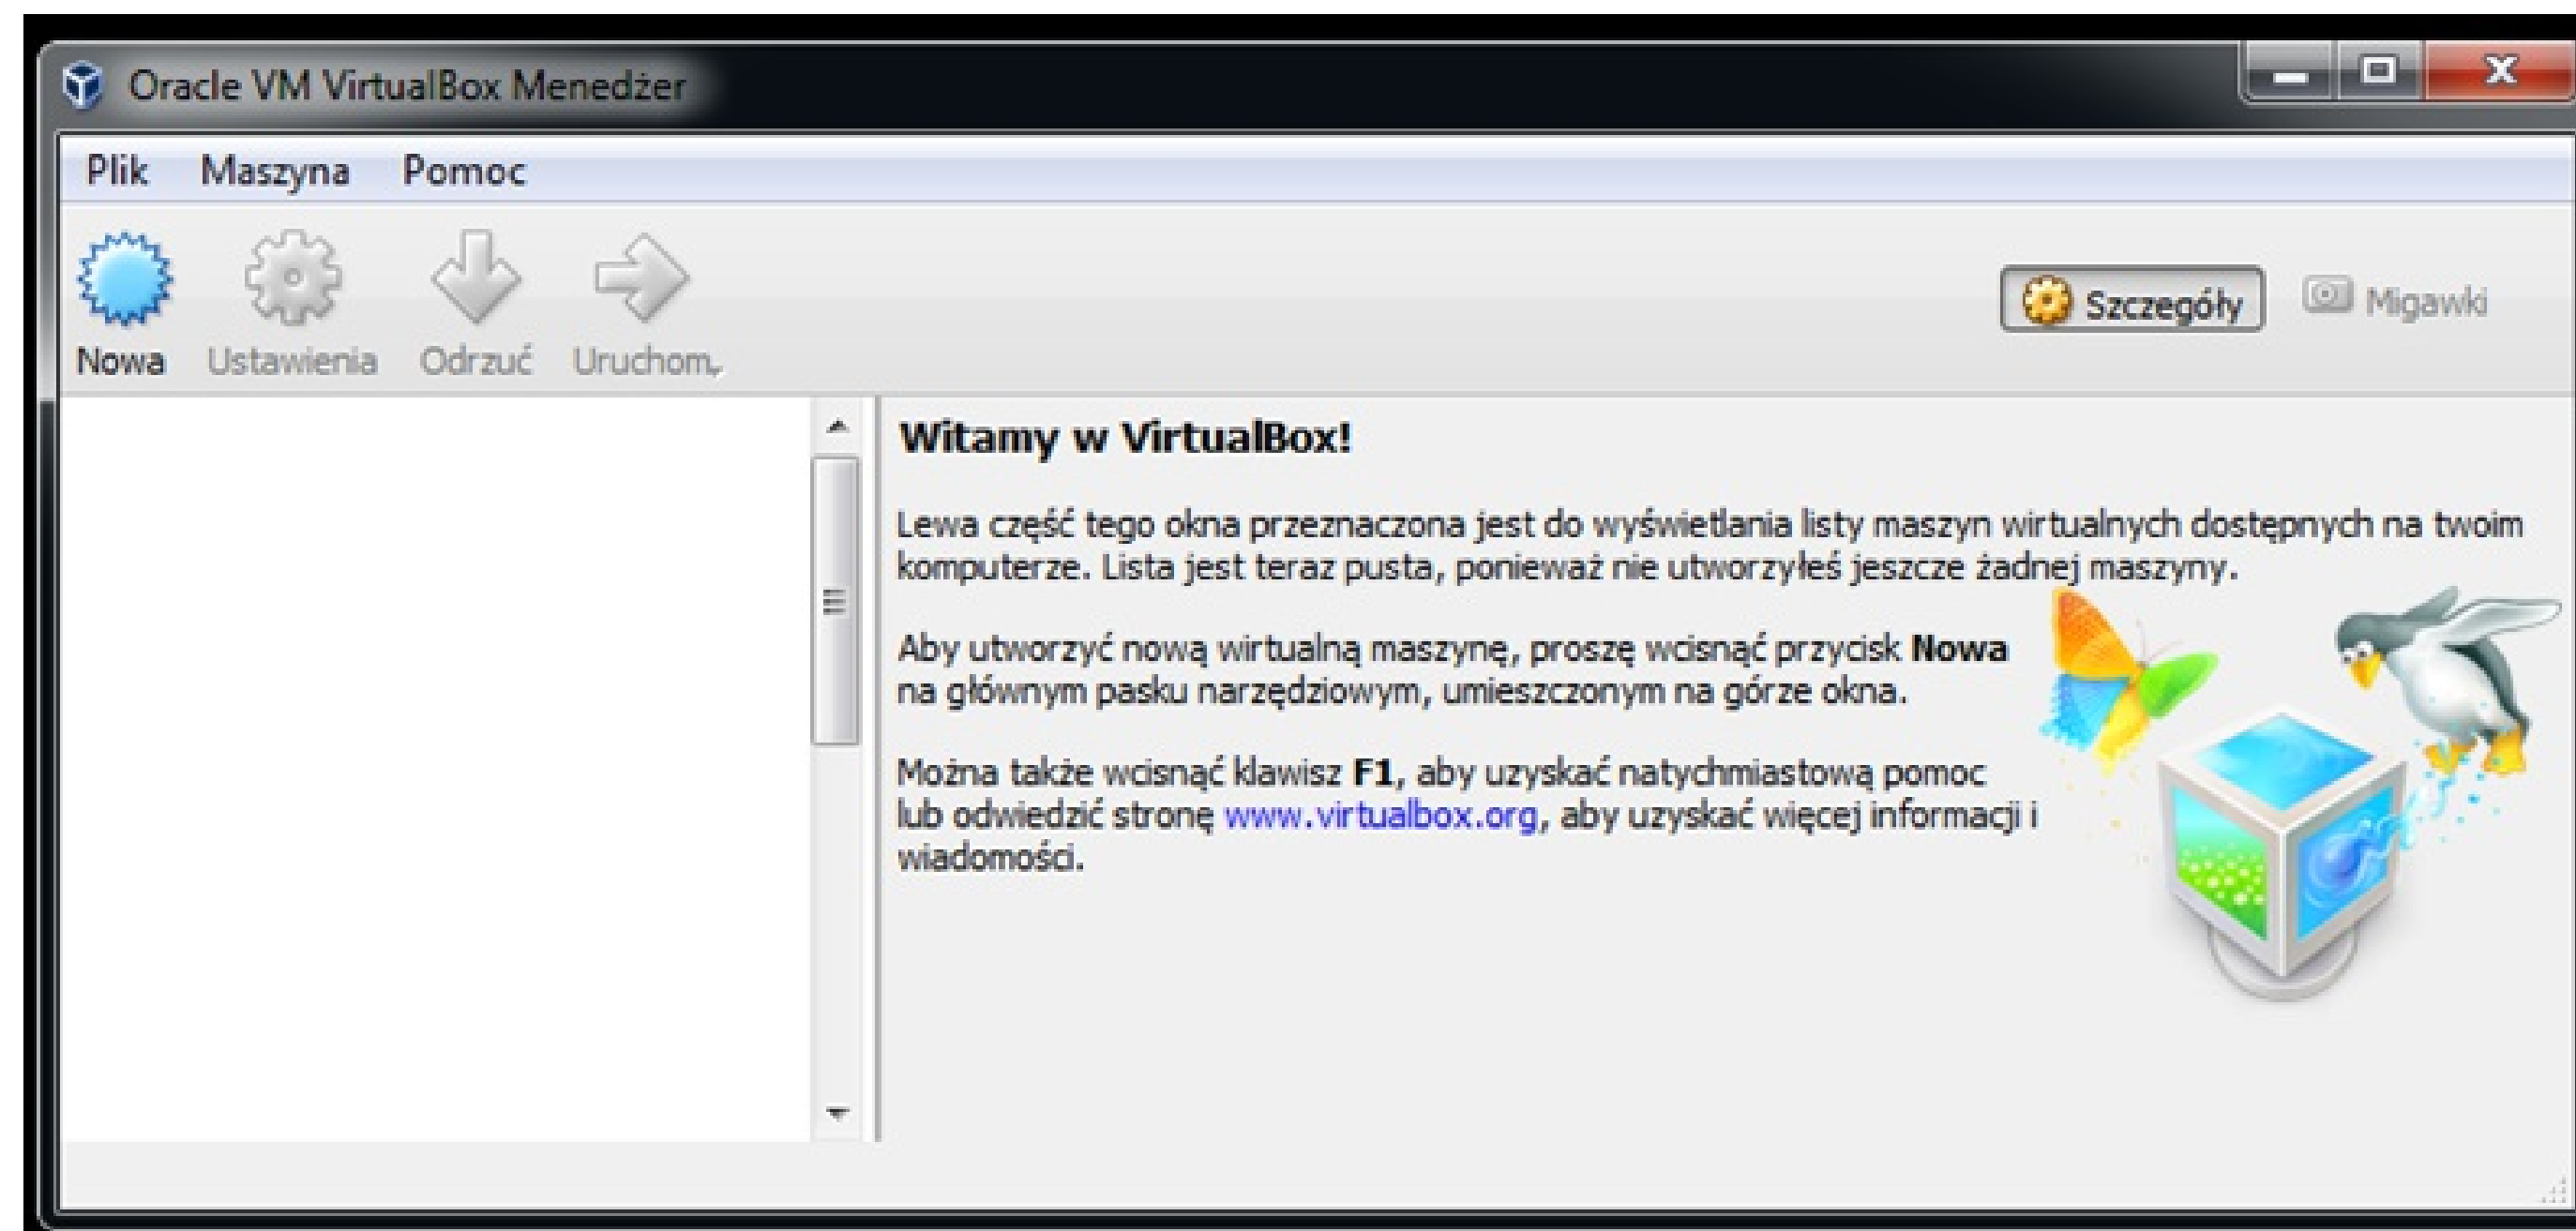 Oracle VM VirtualBox Menedżer
Plik Maszyna Pomoc
Nowa Ustawienia Odrzuć Uruchom
Szczegóły Migawki
Witamy w VirtualBox!
Lewa część tego okna przeznaczona jest do wyświetlania listy maszyn wirtualnych dostępnych na twoim
komputerze. Lista jest teraz pusta, ponieważ nie utworzyłeś jeszcze żadnej maszyny.
Aby utworzyć nową wirtualną maszynę, proszę wcisnąć przycisk Nowa
na głównym pasku narzędziowym, umieszczonym na górze okna.
Można także wcisnąć klawisz F1, aby uzyskać natychmiastową pomoc
lub odwiedzić stronę www.virtualbox.org, aby uzyskać więcej informacji i
wiadomości.